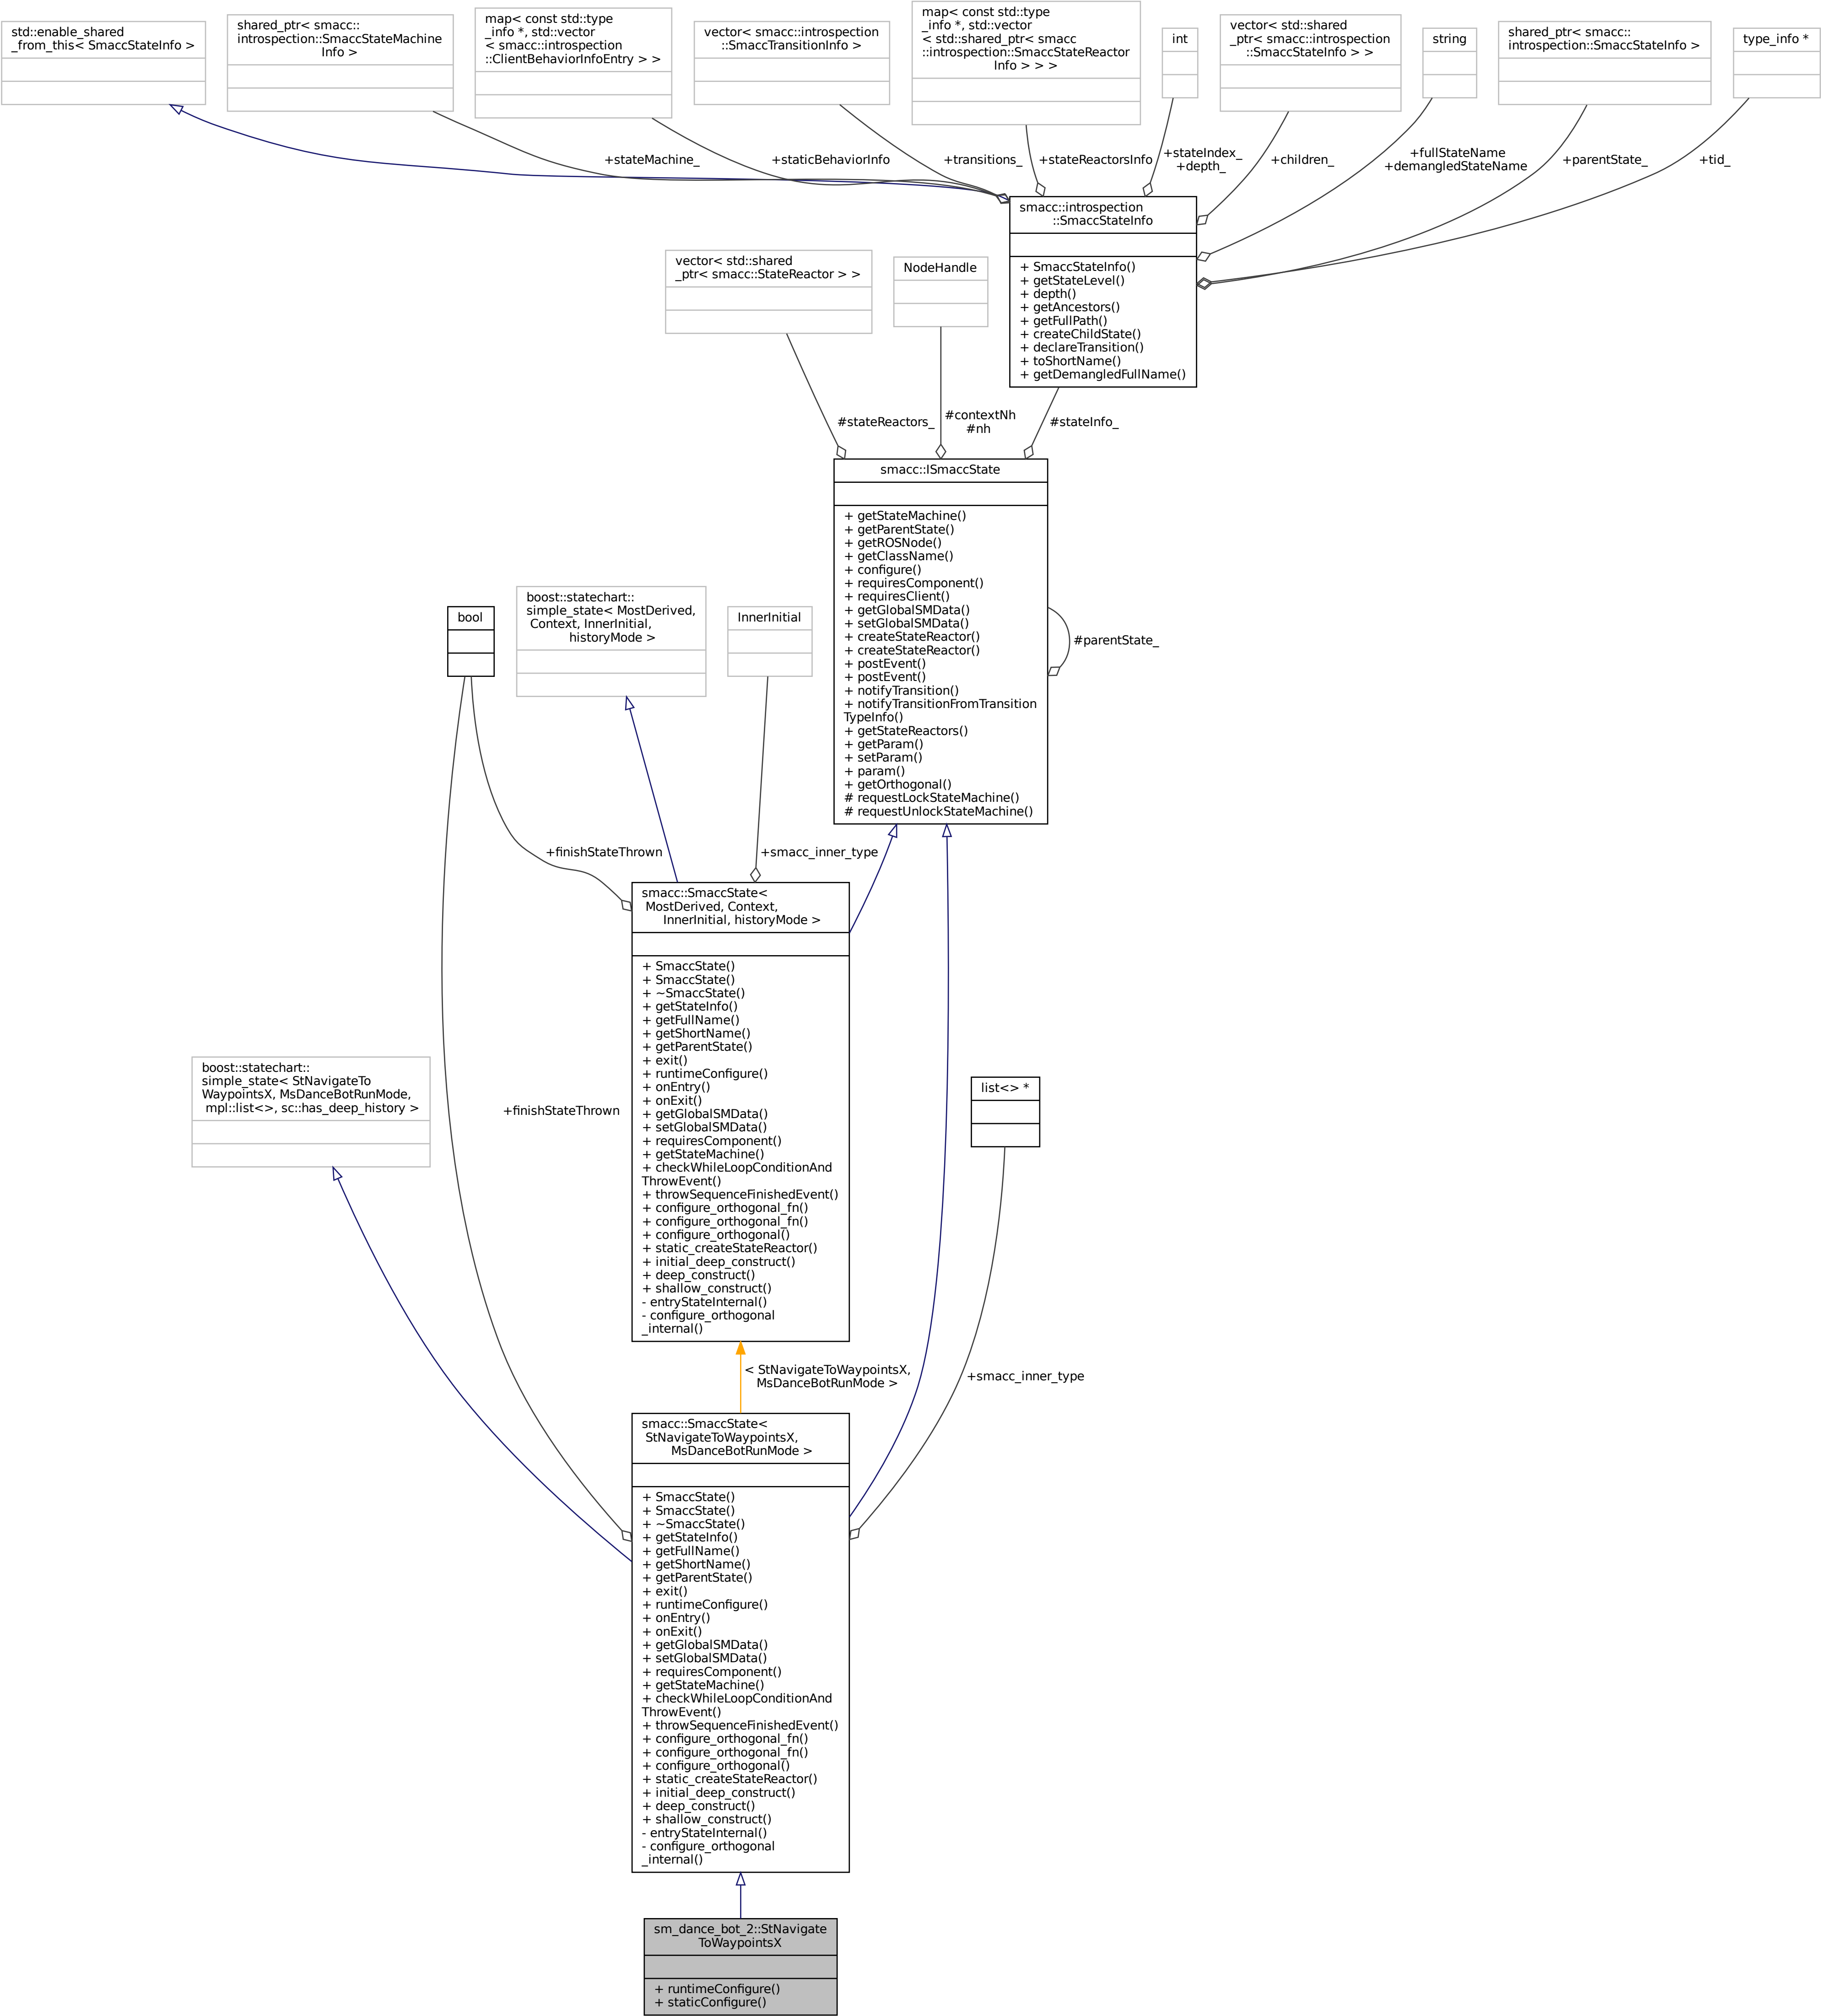 std::enable_shared
_from_this< SmaccStateInfo >
shared_ptr< smacc::
introspection::SmaccStateMachine
Info >
map< const std::type
_info *, std::vector
< smacc::introspection
::ClientBehaviorInfoEntry > >
vector< smacc::introspection
::SmaccTransitionInfo >
map< const std::type
_info *, std::vector
< std::shared_ptr< smacc
::introspection::SmaccStateReactor
Info > > >
int
vector< std::shared
_ptr< smacc::introspection
::SmaccStateInfo > >
string
shared_ptr< smacc::
introspection::SmaccStateInfo >
type_info *
+stateMachine_
+staticBehaviorInfo
+transitions_
+stateReactorsInfo
+stateIndex_
+depth_
+children_
+fullStateName
+demangledStateName
+parentState_
+tid_
smacc::introspection
::SmaccStateInfo
+ SmaccStateInfo()
+ getStateLevel()
+ depth()
+ getAncestors()
+ getFullPath()
+ createChildState()
+ declareTransition()
+ toShortName()
+ getDemangledFullName()
vector< std::shared
_ptr< smacc::StateReactor > >
NodeHandle
#stateReactors_
#contextNh
#nh
#stateInfo_
smacc::ISmaccState
+ getStateMachine()
+ getParentState()
+ getROSNode()
+ getClassName()
+ configure()
+ requiresComponent()
+ requiresClient()
+ getGlobalSMData()
+ setGlobalSMData()
+ createStateReactor()
+ createStateReactor()
+ postEvent()
+ postEvent()
+ notifyTransition()
+ notifyTransitionFromTransition
TypeInfo()
+ getStateReactors()
+ getParam()
+ setParam()
+ param()
+ getOrthogonal()
# requestLockStateMachine()
# requestUnlockStateMachine()
#parentState_
bool
boost::statechart::
simple_state< MostDerived,
Context, InnerInitial,
historyMode >
InnerInitial
+finishStateThrown
+smacc_inner_type
smacc::SmaccState<
MostDerived, Context,
InnerInitial, historyMode >
+ SmaccState()
+ SmaccState()
+ ~SmaccState()
+ getStateInfo()
+ getFullName()
+ getShortName()
+ getParentState()
+ exit()
+ runtimeConfigure()
+ onEntry()
+ onExit()
+ getGlobalSMData()
+ setGlobalSMData()
+ requiresComponent()
+ getStateMachine()
+ checkWhileLoopConditionAnd
ThrowEvent()
+ throwSequenceFinishedEvent()
+ configure_orthogonal_fn()
+ configure_orthogonal_fn()
+ configure_orthogonal()
+ static_createStateReactor()
+ initial_deep_construct()
+ deep_construct()
+ shallow_construct()
- entryStateInternal()
- configure_orthogonal
_internal()
boost::statechart::
simple_state< StNavigateTo
WaypointsX, MsDanceBotRunMode,
mpl::list<>, sc::has_deep_history >
+finishStateThrown
list<> *
< StNavigateToWaypointsX,
MsDanceBotRunMode >
+smacc_inner_type
smacc::SmaccState<
StNavigateToWaypointsX,
MsDanceBotRunMode >
+ SmaccState()
+ SmaccState()
+ ~SmaccState()
+ getStateInfo()
+ getFullName()
+ getShortName()
+ getParentState()
+ exit()
+ runtimeConfigure()
+ onEntry()
+ onExit()
+ getGlobalSMData()
+ setGlobalSMData()
+ requiresComponent()
+ getStateMachine()
+ checkWhileLoopConditionAnd
ThrowEvent()
+ throwSequenceFinishedEvent()
+ configure_orthogonal_fn()
+ configure_orthogonal_fn()
+ configure_orthogonal()
+ static_createStateReactor()
+ initial_deep_construct()
+ deep_construct()
+ shallow_construct()
- entryStateInternal()
- configure_orthogonal
_internal()
sm_dance_bot_2::StNavigate
ToWaypointsX
+ runtimeConfigure()
+ staticConfigure()